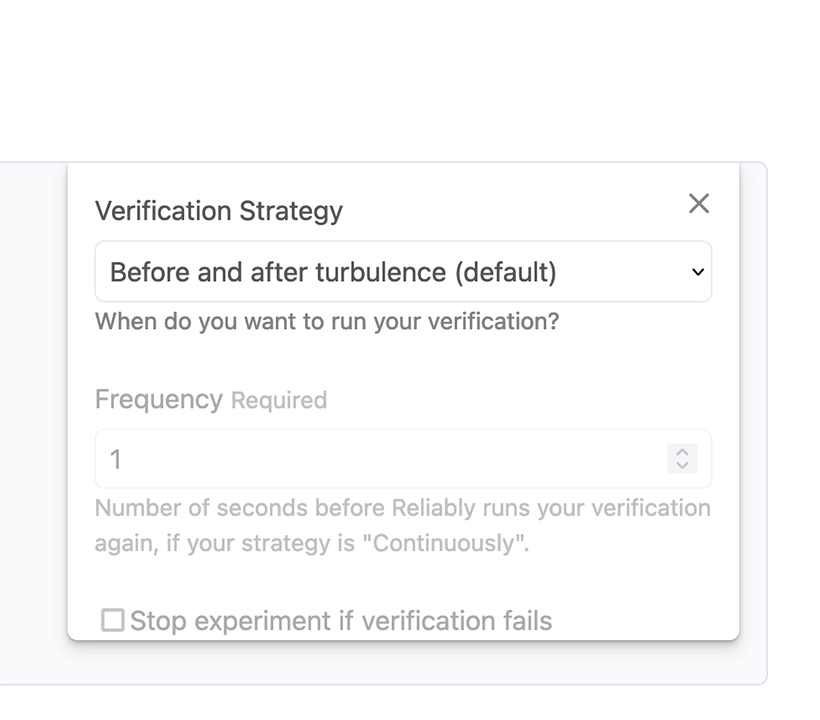 Verification Strategy
Before and after turbulence (default)
When do you want to run your verification?
Frequency Required
1
Number of seconds before Reliably runs your verification
again, if your strategy is "Continuously".
Stop experiment if verification fails